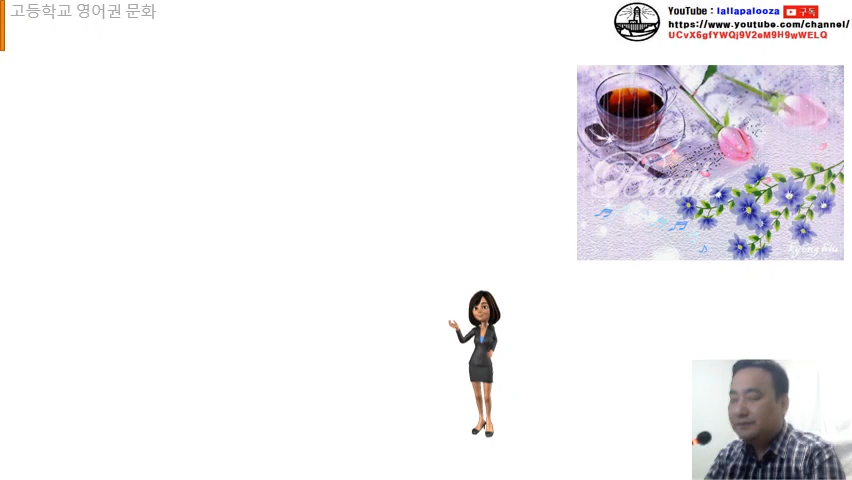 고등학교 영어권 문화
YouTube : lallapalooza 구독
https://www.youtube.com/channel/
UCvX6gfYWQj9V2eM9H9wWELQ